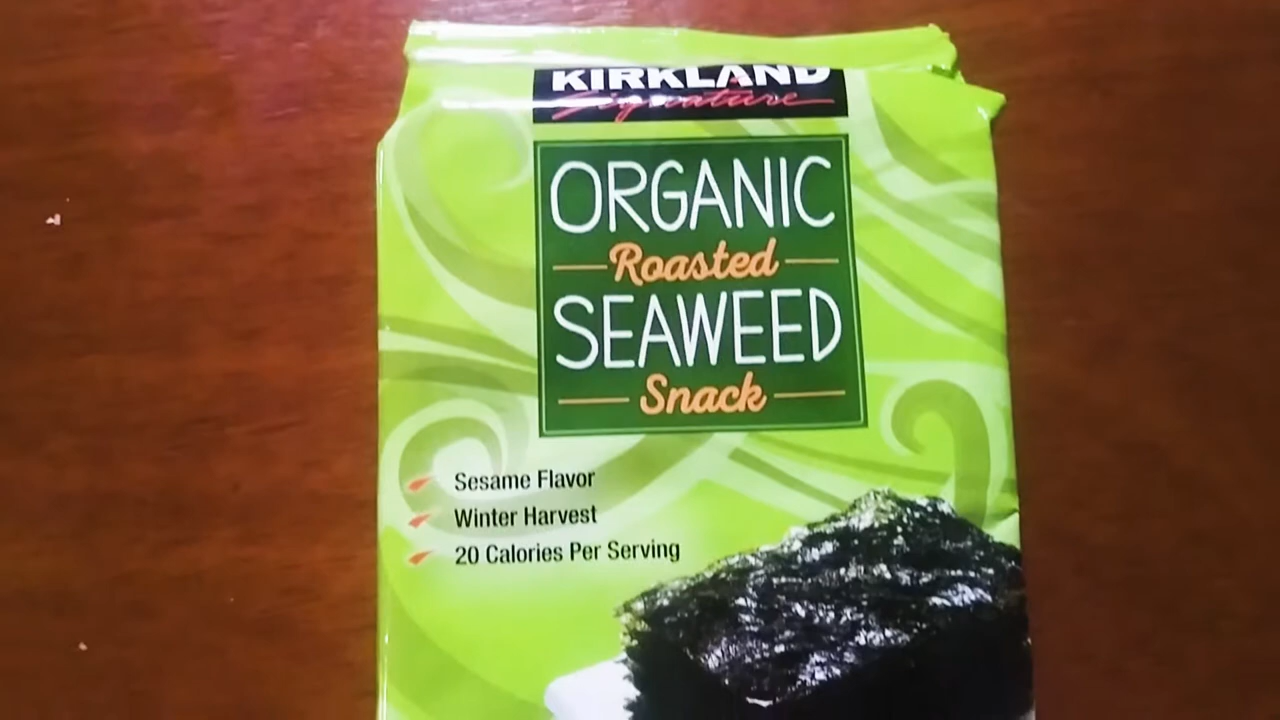 KIRKLAND
Signature
ORGANIC
Roasted
SEAWEED
Snack
Sesame Flavor
Winter Harvest
20 Calories Per Serving